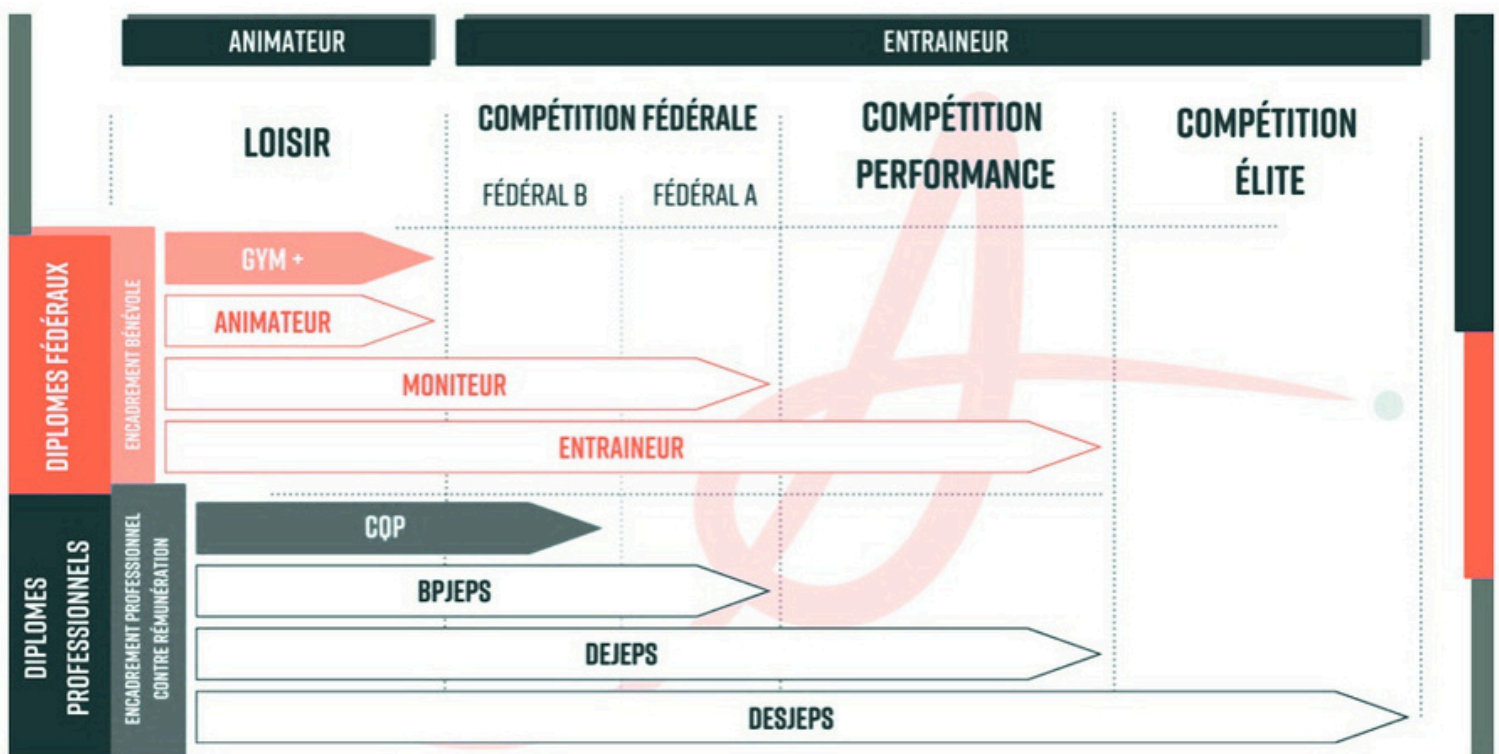 ANIMATEUR
ENTRAINEUR
LOISIR
COMPÉTITION FÉDÉRALE
FÉDÉRAL B
FÉDÉRAL A
COMPÉTITION
PERFORMANCE
COMPÉTITION
ÉLITE
DIPLOMES FÉDÉRAUX
ENCADREMENT BÉNÉVOLE
GYM +
ANIMATEUR
MONITEUR
ENTRAINEUR
DIPLOMES
PROFESSIONNELS
ENCADREMENT PROFESSIONNEL
CONTRE RÉMUNÉRATION
CQP
BPJEPS
DEJEPS
DESJEPS